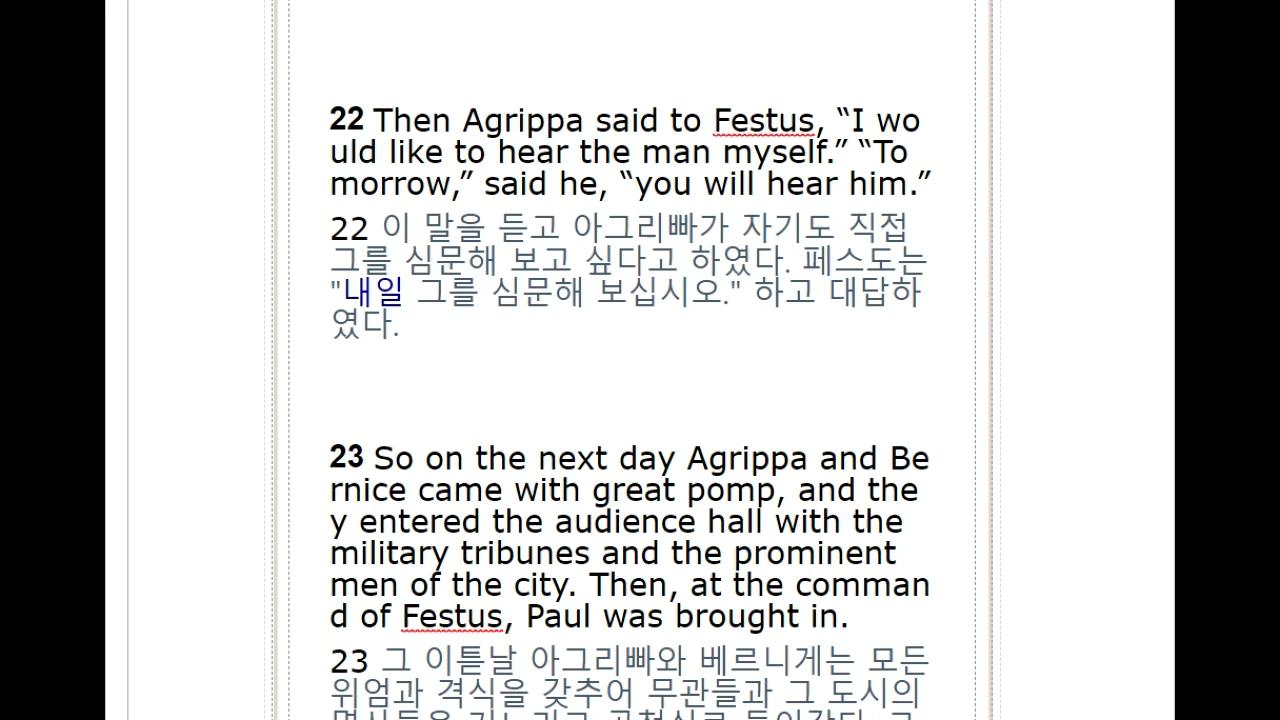 22 Then Agrippa said to Festus, “I wo
uld like to hear the man myself.” “To
morrow,” said he, “you will hear him.”
22 이 말을 듣고 아그리빠가 자기도 직접
그를 심문해 보고 싶다고 하였다. 페스도는
"내일 그를 심문해 보십시오." 하고 대답하
였다.
23 So on the next day Agrippa and Be
rnice came with great pomp, and the
y entered the audience hall with the
military tribunes and the prominent
men of the city. Then, at the comman
d of Festus, Paul was brought in.
23 그 이튿날 아그리빠와 베르니게는 모든
위엄과 격식을 갖추어 무관들과 그 도시의